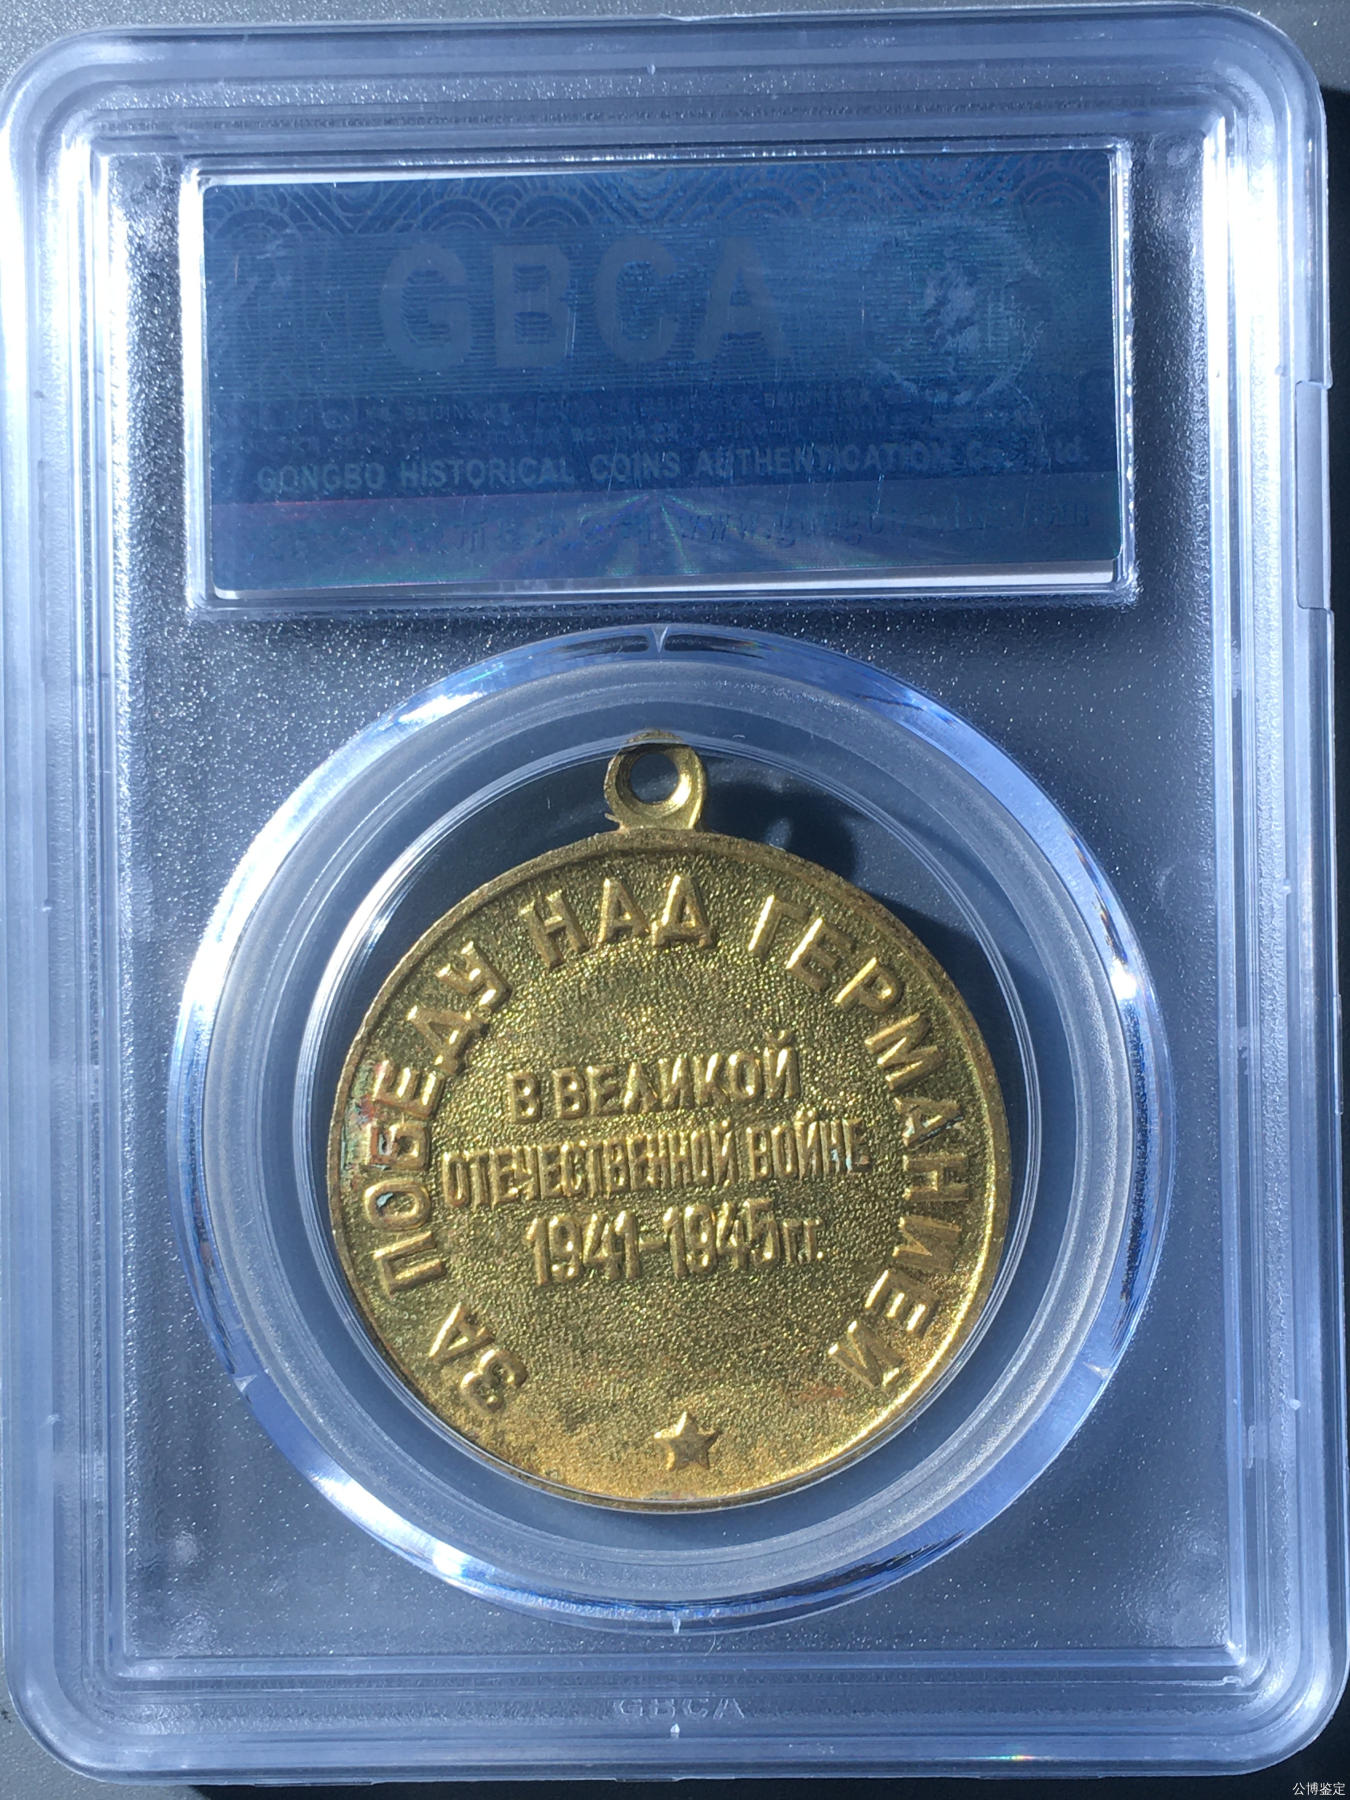 GBCA
GONGBO HISTORICAL COINS AUTHENTICATION Co., Ltd.
ЗА ПОБЕДУ НАД ГЕРМАНИЕЙ
В ВЕЛИКОЙ
ОТЕЧЕСТВЕННОЙ ВОЙНЕ
1941-1945 гг.
GBCA
公博鉴定